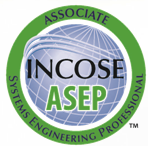 ASSOCIATE
INCOSE
ASEP
SYSTEMS ENGINEERING PROFESSIONAL
TM